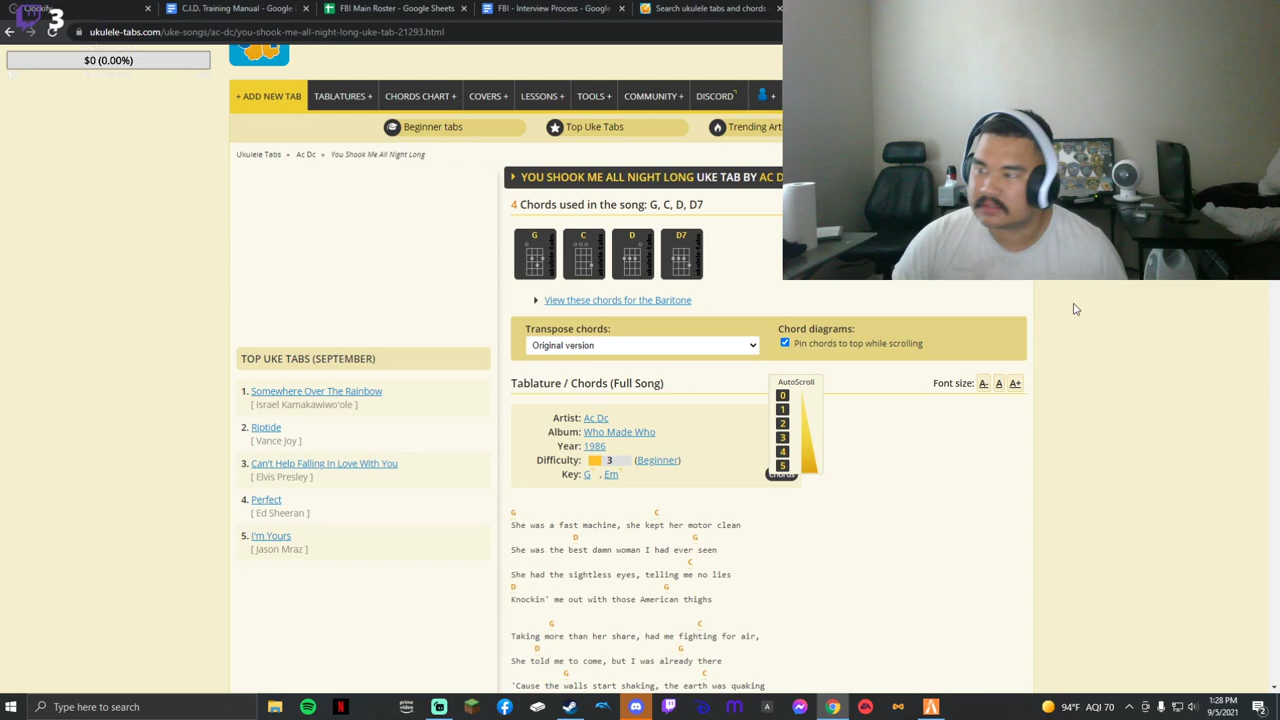 Clockify
C.I.D. Training Manual - Google
FBI Main Roster - Google Sheets
FBI - Interview Process - Google
Search ukulele tabs and chords
3
ukulele-tabs.com/uke-songs/ac-dc/you-shook-me-all-night-long-uke-tab-21293.html
$0 (0.00%)
+ ADD NEW TAB TABLATURES + CHORDS CHART + COVERS + LESSONS + TOOLS + COMMUNITY + DISCORD +
Beginner tabs Top Uke Tabs Trending Arti
Ukulele Tabs » Ac Dc » You Shook Me All Night Long
YOU SHOOK ME ALL NIGHT LONG UKE TAB BY AC D
4 Chords used in the song: G, C, D, D7
G C D D7
View these chords for the Baritone
Transpose chords:
Original version
Chord diagrams:
Pin chords to top while scrolling
TOP UKE TABS (SEPTEMBER)
1. Somewhere Over The Rainbow
[ Israel Kamakawiwo'ole ]
2. Riptide
[ Vance Joy ]
3. Can't Help Falling In Love With You
[ Elvis Presley ]
4. Perfect
[ Ed Sheeran ]
5. I'm Yours
[ Jason Mraz ]
Tablature / Chords (Full Song)
AutoScroll
0
1
2
3
4
5
Chords
Font size: A- A A+
Artist: Ac Dc
Album: Who Made Who
Year: 1986
Difficulty: 3 (Beginner)
Key: G , Em
G C
She was a fast machine, she kept her motor clean
D G
She was the best damn woman I had ever seen
C
She had the sightless eyes, telling me no lies
D G
Knockin' me out with those American thighs
G C
Taking more than her share, had me fighting for air,
D G
She told me to come, but I was already there
G C
'Cause the walls start shaking, the earth was quaking
Type here to search
prime video
94°F AQI 70
1:28 PM
9/5/2021